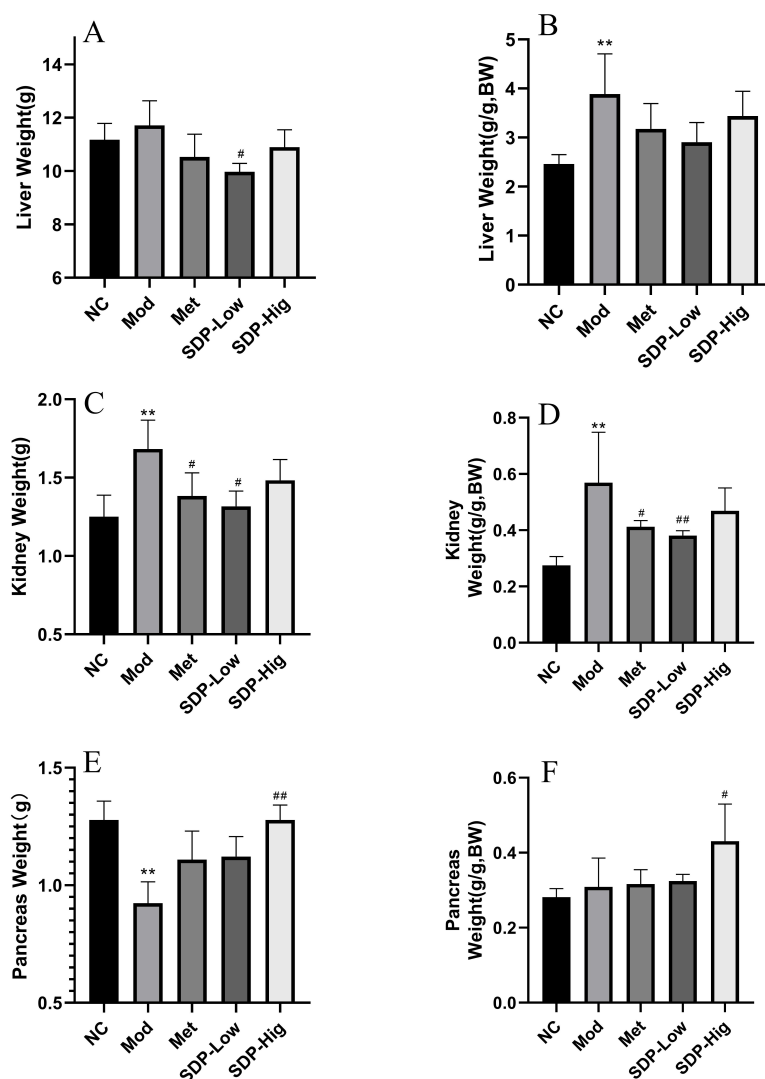 A
Liver Weight(g)
14
12
10
8
6
#
NC
Mod
Met
SDP-Low
SDP-Hig
B
Liver Weight(g/g,BW)
5
4
3
2
1
0
**
NC
Mod
Met
SDP-Low
SDP-Hig
C
Kidney Weight(g)
2.0
1.5
1.0
0.5
**
#
#
NC
Mod
Met
SDP-Low
SDP-Hig
D
Kidney
Weight(g/g,BW)
0.8
0.6
0.4
0.2
0.0
**
#
##
NC
Mod
Met
SDP-Low
SDP-Hig
E
Pancreas Weight(g)
1.5
1.0
0.5
**
##
NC
Mod
Met
SDP-Low
SDP-Hig
F
Pancreas
Weight(g/g,BW)
0.6
0.4
0.2
0.0
#
NC
Mod
Met
SDP-Low
SDP-Hig